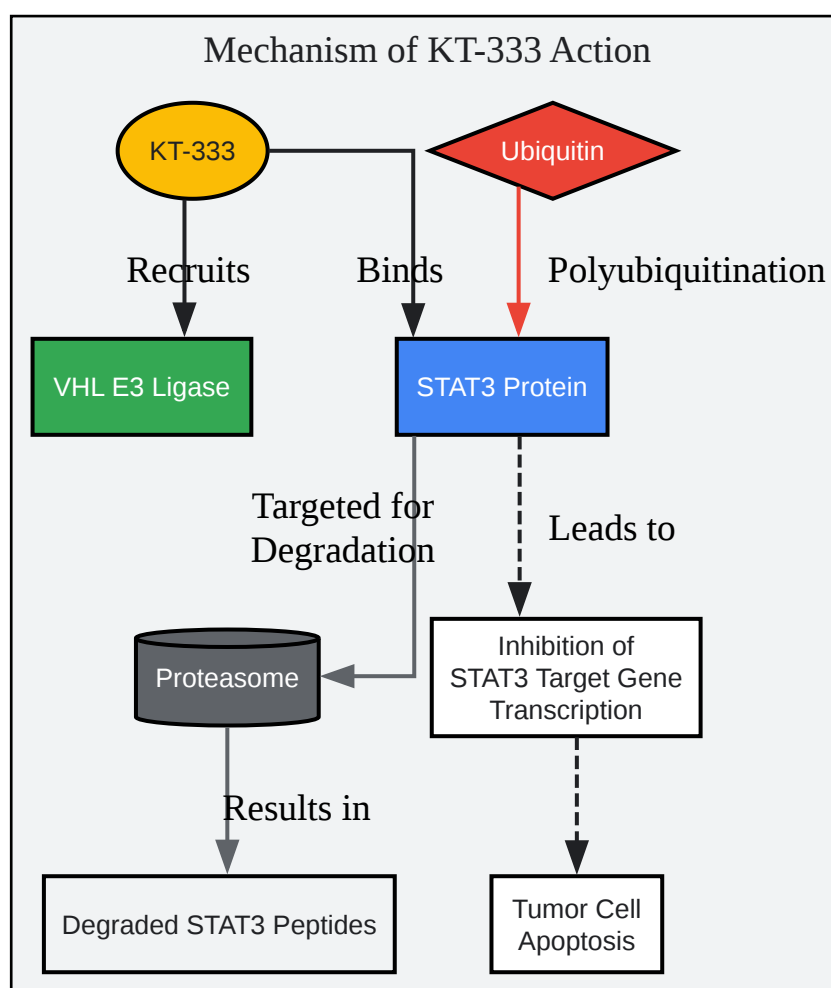 Mechanism of KT-333 Action
KT-333
Ubiquitin
Recruits
Binds
Polyubiquitination
VHL E3 Ligase
STAT3 Protein
Targeted for
Degradation
Leads to
Proteasome
Inhibition of
STAT3 Target Gene
Transcription
Results in
Degraded STAT3 Peptides
Tumor Cell
Apoptosis